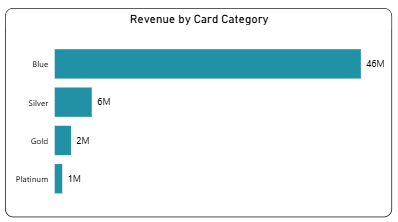 Revenue by Card Category
Blue 46M
Silver 6M
Gold 2M
Platinum 1M